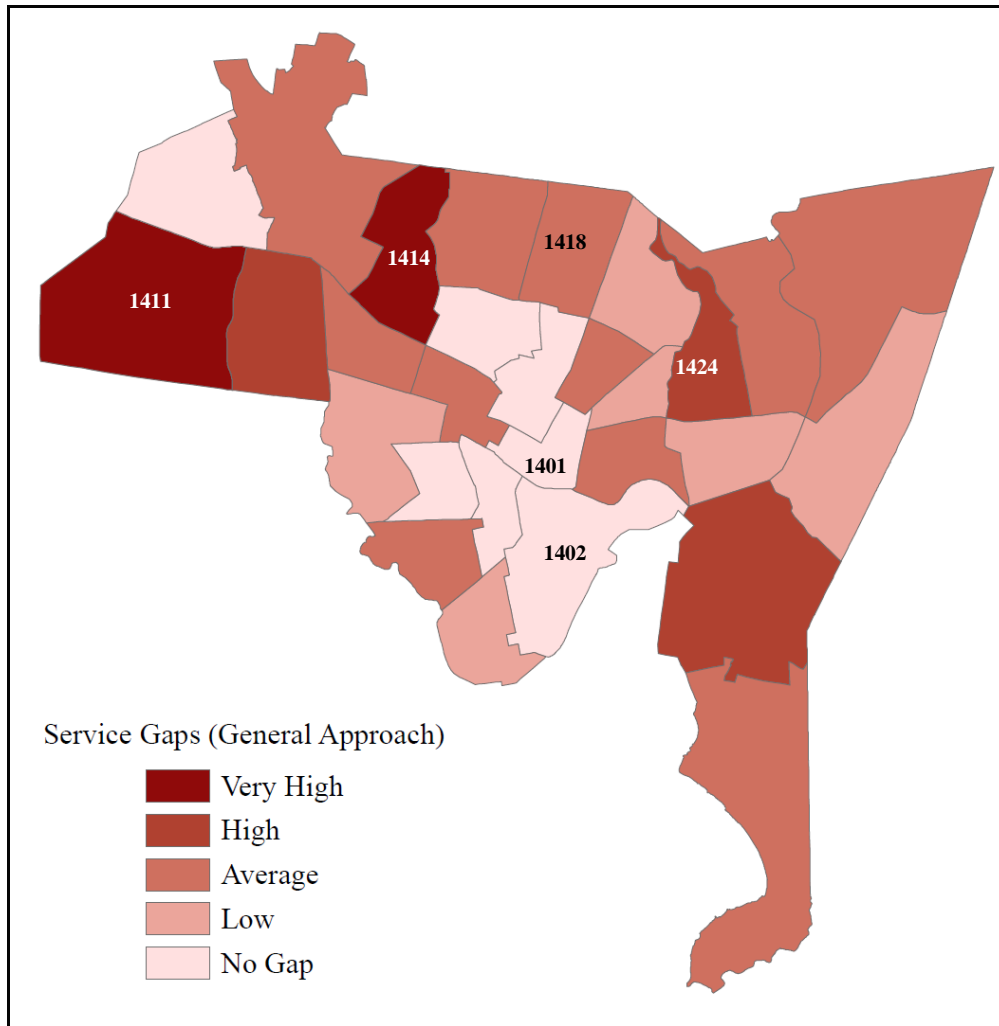 1418
1414
1411
1424
1401
1402
Service Gaps (General Approach)
Very High
High
Average
Low
No Gap